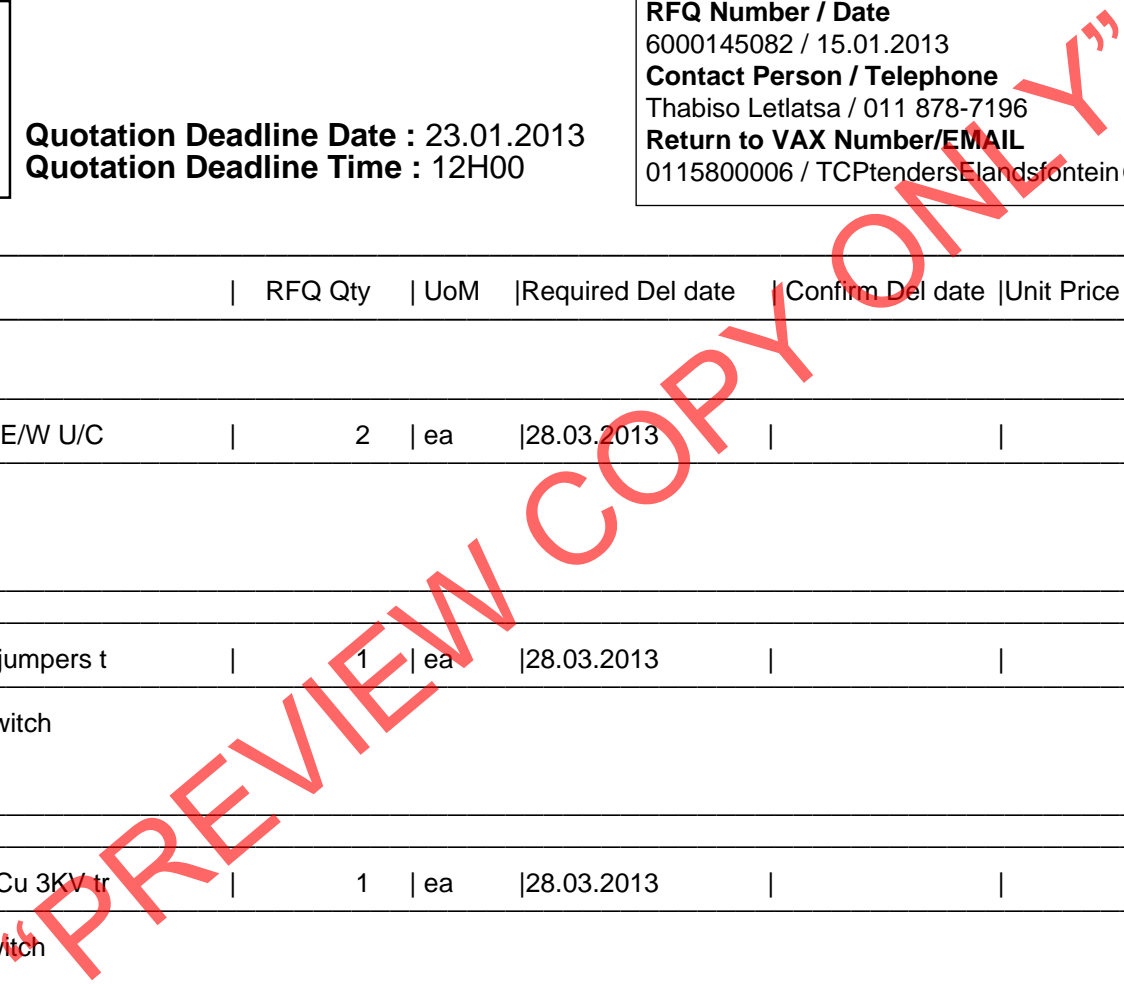 RFQ Number / Date
6000145082 / 15.01.2013
Contact Person / Telephone
Thabiso Letlatsa / 011 878-7196
Return to VAX Number/EMAIL
0115800006 / TCPtendersElandsfontein
Quotation Deadline Date : 23.01.2013
Quotation Deadline Time : 12H00
| RFQ Qty | UoM |Required Del date | Confirm Del date |Unit Price
E/W U/C | 2 | ea |28.03.2013 | |
jumpers t | 1 | ea |28.03.2013 | |
witch
Cu 3KV tr | 1 | ea |28.03.2013 | |
witch
“PREVIEW COPY ONLY”